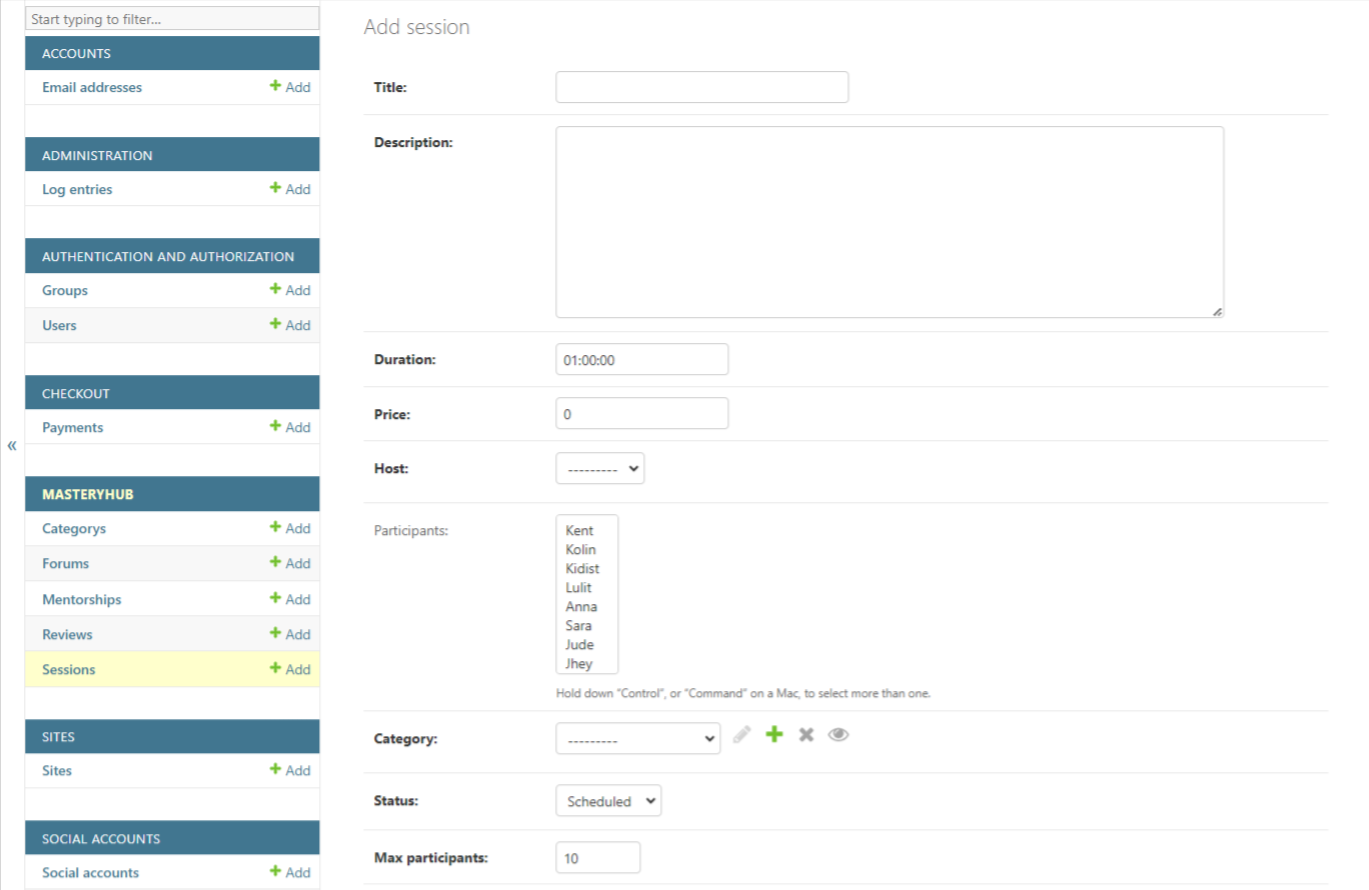 Start typing to filter...
ACCOUNTS
Email addresses + Add
ADMINISTRATION
Log entries + Add
AUTHENTICATION AND AUTHORIZATION
Groups + Add
Users + Add
CHECKOUT
Payments + Add
«
MASTERYHUB
Categorys + Add
Forums + Add
Mentorships + Add
Reviews + Add
Sessions + Add
SITES
Sites + Add
SOCIAL ACCOUNTS
Social accounts + Add
Add session
Title:
Description:
Duration: 01:00:00
Price: 0
Host: ---------
Participants:
Kent
Kolin
Kidist
Lulit
Anna
Sara
Jude
Jhey
Hold down “Control”, or “Command” on a Mac, to select more than one.
Category: ---------
Status: Scheduled
Max participants: 10